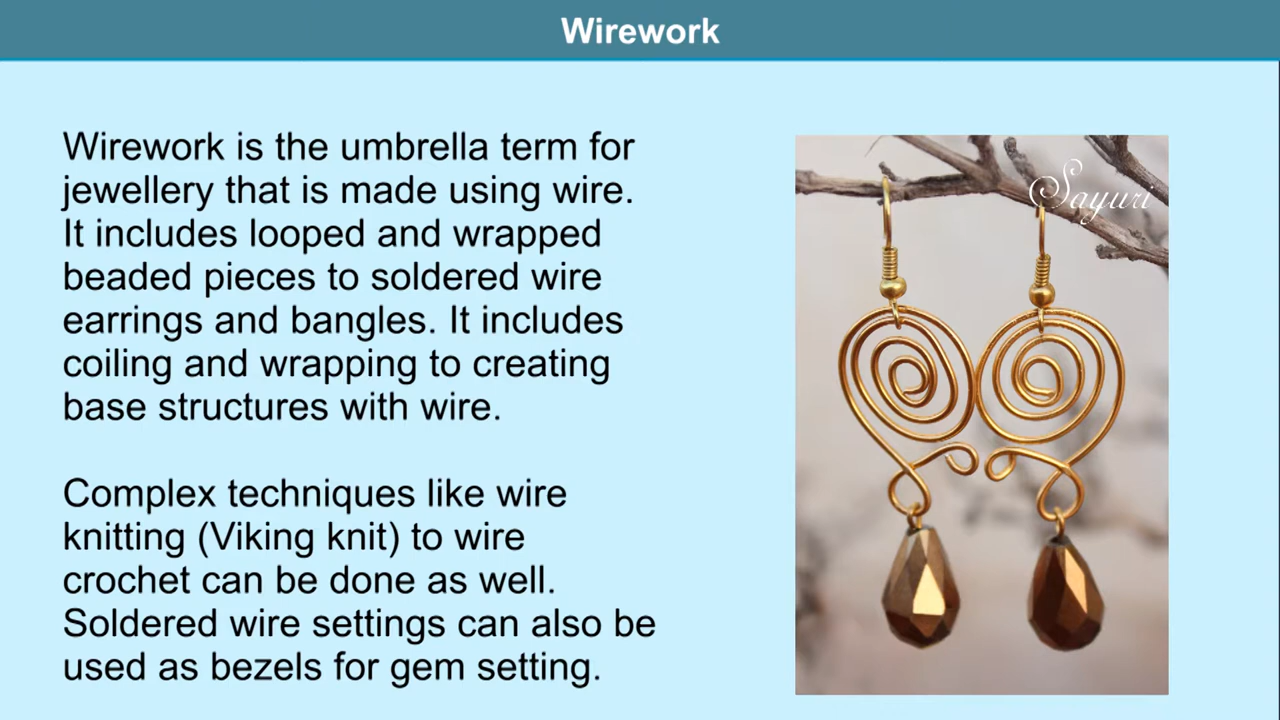 Wirework
Wirework is the umbrella term for
jewellery that is made using wire.
It includes looped and wrapped
beaded pieces to soldered wire
earrings and bangles. It includes
coiling and wrapping to creating
base structures with wire.
Complex techniques like wire
knitting (Viking knit) to wire
crochet can be done as well.
Soldered wire settings can also be
used as bezels for gem setting.
Sayuri